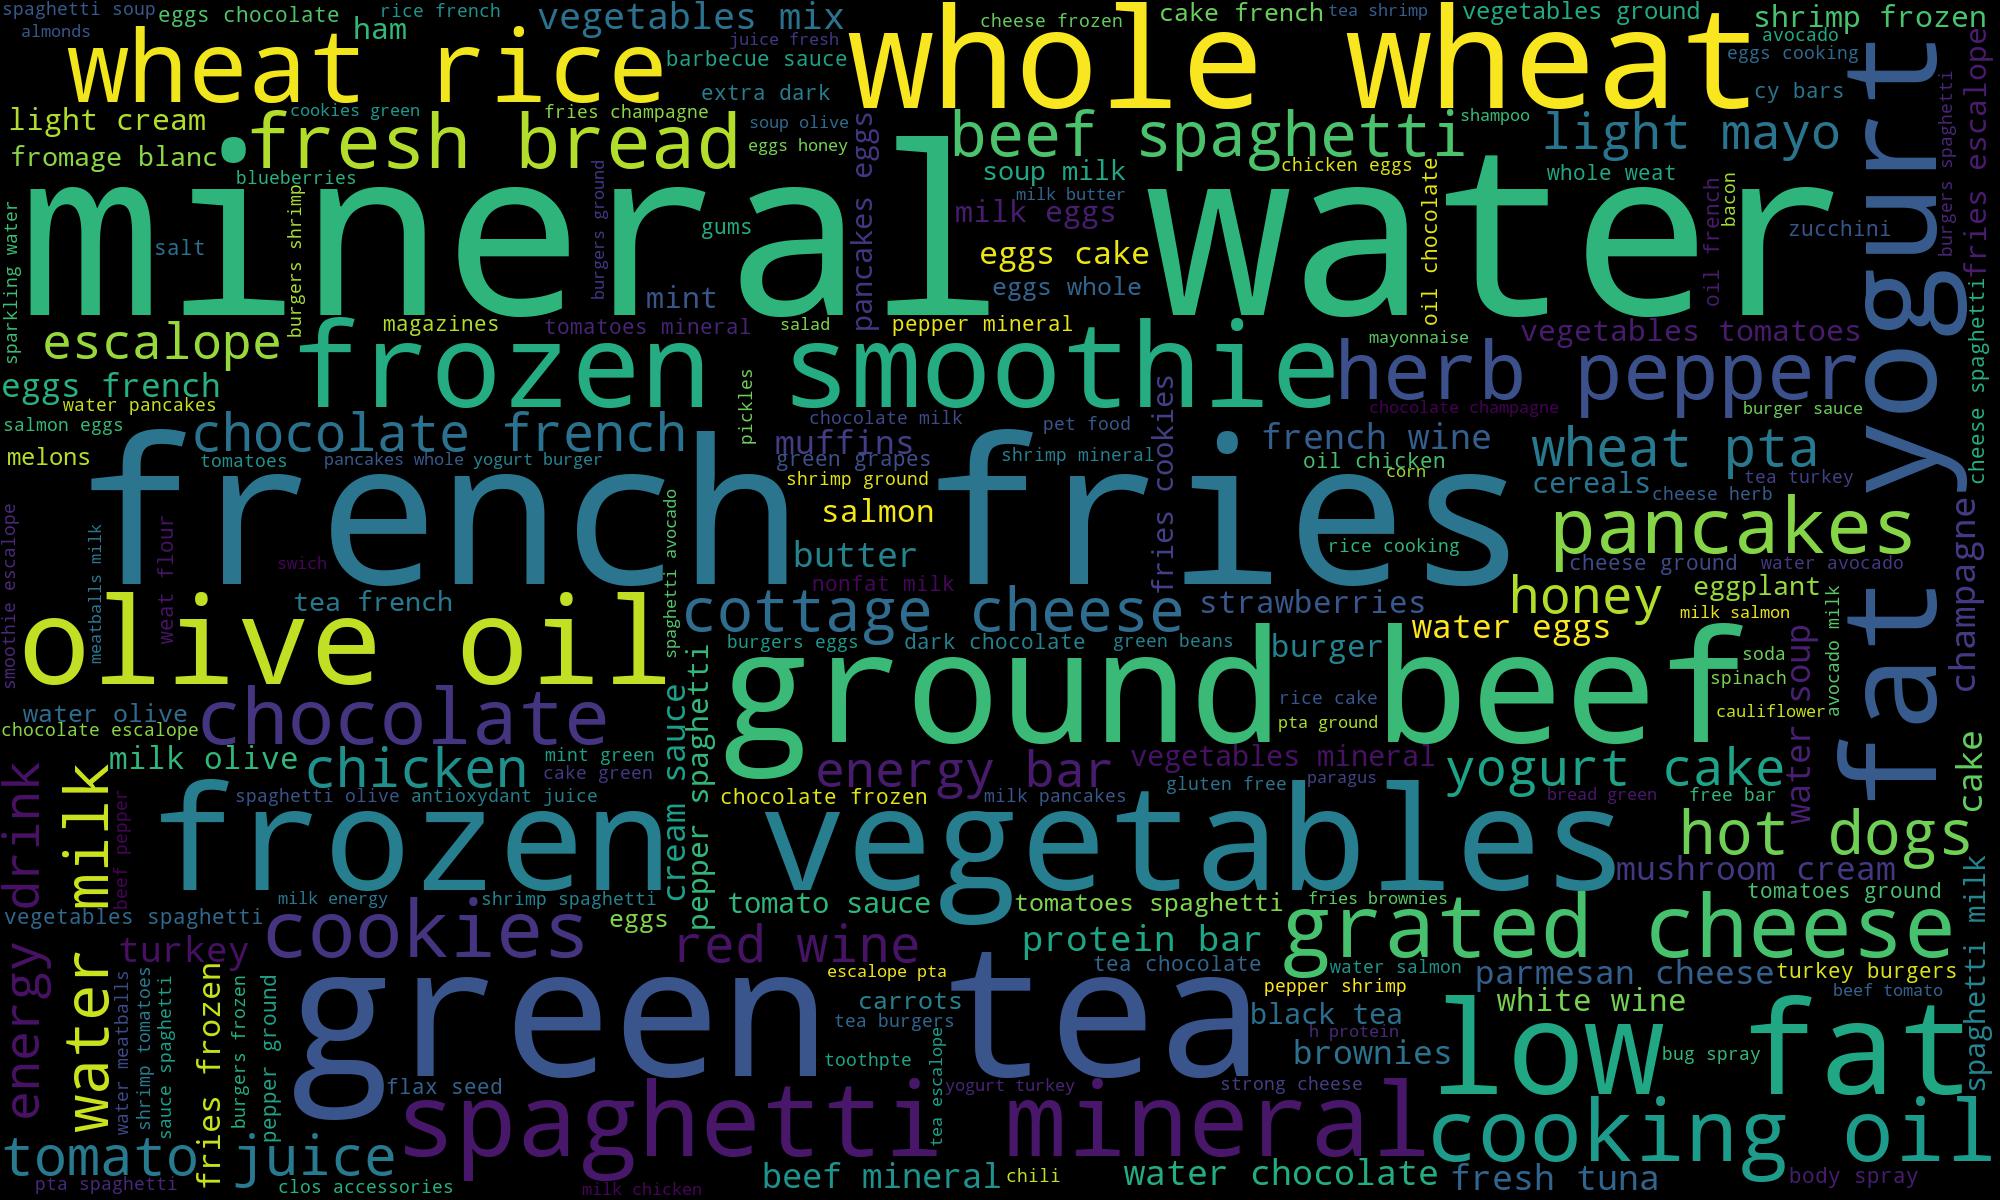 spaghetti soup
eggs chocolate
rice french
vegetables mix
cheese frozen
cake french
tea shrimp
vegetables ground
shrimp frozen
almonds
ham
juice fresh
avocado
wheat rice
barbecue sauce
whole wheat
eggs cooking
extra dark
cy bars
cookies green
fries champagne
light cream
fresh bread
soup olive
beef spaghetti
shampoo
light mayo
fromage blanc
eggs honey
chicken eggs
blueberries
soup milk
whole weat
milk butter
milk eggs
mineral water
salt
gums
zucchini
eggs cake
mint
eggs whole
sparkling water
burgers shrimp
burgers ground
pancakes eggs
oil chocolate
oil french
bacon
fat yogurt
burgers spaghetti
fries escalope
escalope
magazines
tomatoes mineral
salad
pepper mineral
vegetables tomatoes
mayonnaise
frozen smoothie
herb pepper
eggs french
water pancakes
pickles
chocolate champagne
burger sauce
salmon eggs
chocolate french
chocolate milk
pet food
french wine
wheat pta
muffins
melons
tomatoes
pancakes whole
yogurt burger
green grapes
shrimp mineral
oil chicken
corn
shrimp ground
cereals
cheese herb
tea turkey
cheese spaghetti
french fries
fries cookies
salmon
pancakes
rice cooking
butter
swich
cheese ground
water avocado
nonfat milk
smoothie escalope
meatballs milk
weat flour
spaghetti avocado
champagne
honey
eggplant
tea french
cottage cheese
strawberries
milk salmon
avocado milk
olive oil
water eggs
burgers eggs
dark chocolate
green beans
burger
soda
spinach
ground beef
rice cake
pta ground
cauliflower
water soup
water olive
chocolate
chocolate escalope
cream sauce
pepper spaghetti
milk olive
chicken
mint green
cake green
energy bar
vegetables mineral
yogurt cake
gluten free
paragus
cake
spaghetti olive
antioxydant juice
chocolate frozen
milk pancakes
bread green
free bar
energy drink
water milk
beef pepper
frozen vegetables
hot dogs
mushroom cream
milk energy
shrimp spaghetti
tomato sauce
tomatoes spaghetti
fries brownies
tomatoes ground
vegetables spaghetti
cookies
eggs
grated cheese
spaghetti milk
turkey
red wine
protein bar
tea chocolate
water salmon
parmesan cheese
turkey burgers
escalope pta
pepper shrimp
beef tomato
green tea
carrots
white wine
tea burgers
black tea
h protein
low fat
water meatballs
shrimp tomatoes
sauce spaghetti
fries frozen
burgers frozen
pepper ground
toothpte
brownies
bug spray
flax seed
tea escalope
yogurt turkey
strong cheese
spaghetti mineral
cooking oil
tomato juice
beef mineral
chili
water chocolate
fresh tuna
body spray
pta spaghetti
clos accessories
milk chicken